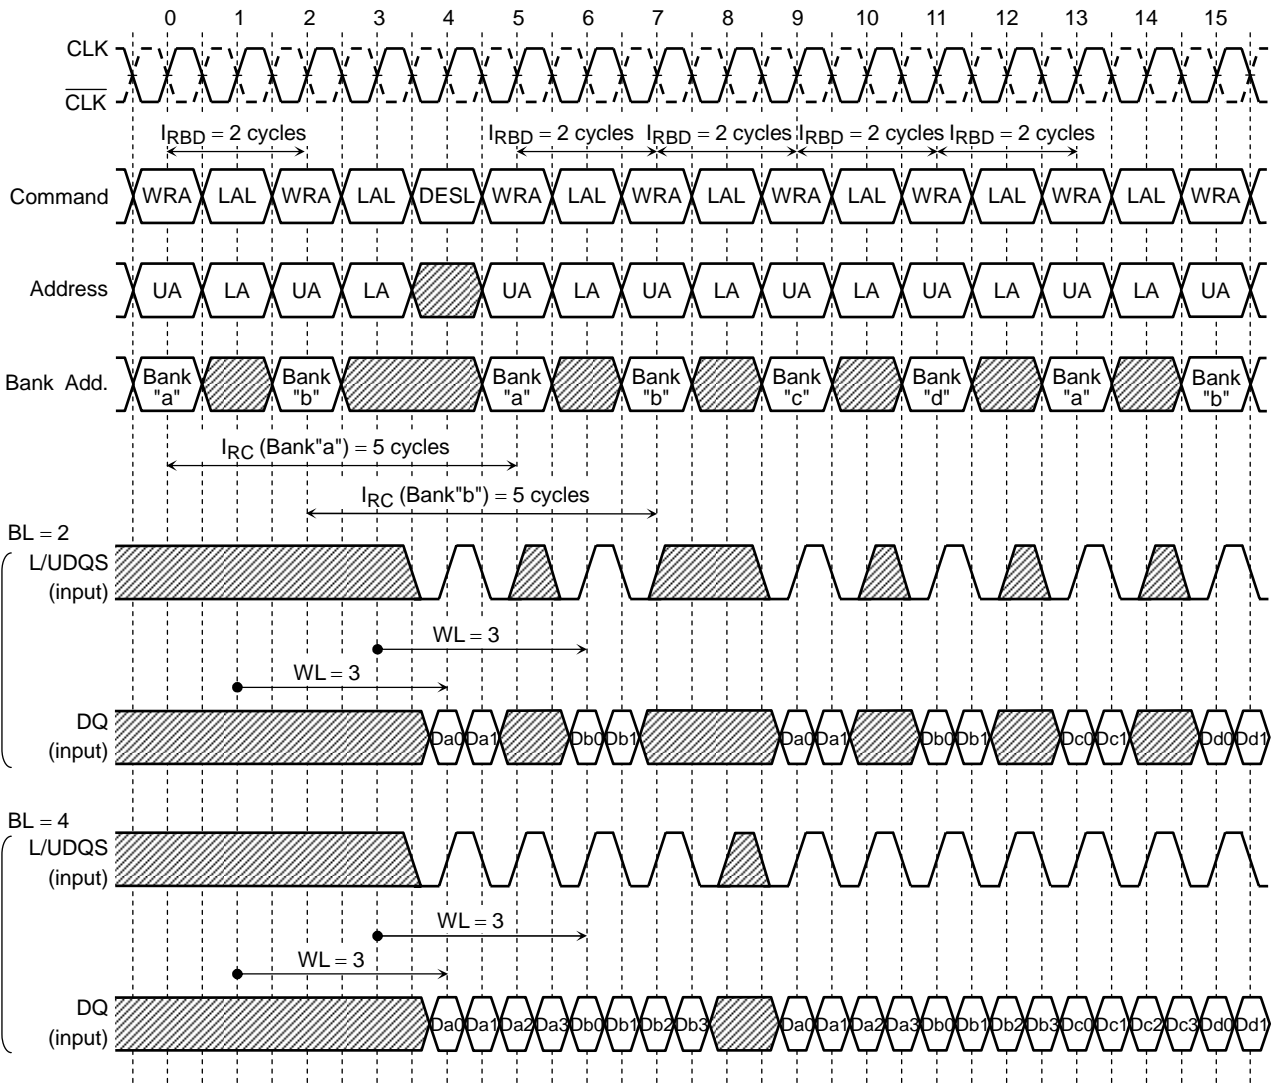 0 1 2 3 4 5 6 7 8 9 10 11 12 13 14 15
CLK
CLK
IRBD = 2 cycles IRBD = 2 cycles IRBD = 2 cycles IRBD = 2 cycles IRBD = 2 cycles
Command WRA LAL WRA LAL DESL WRA LAL WRA LAL WRA LAL WRA LAL WRA LAL WRA
Address UA LA UA LA UA LA UA LA UA LA UA LA UA LA UA
Bank Add. Bank "a" Bank "b" Bank "a" Bank "b" Bank "c" Bank "d" Bank "a" Bank "b"
IRC (Bank"a") = 5 cycles
IRC (Bank"b") = 5 cycles
BL = 2
L/UDQS
(input)
WL = 3
WL = 3
DQ
(input)
Da0 Da1 Db0 Db1 Da0 Da1 Db0 Db1 Dc0 Dc1 Dd0 Dd1
BL = 4
L/UDQS
(input)
WL = 3
WL = 3
DQ
(input)
Da0 Da1 Da2 Da3 Db0 Db1 Db2 Db3 Da0 Da1 Da2 Da3 Db0 Db1 Db2 Db3 Dc0 Dc1 Dc2 Dc3 Dd0 Dd1